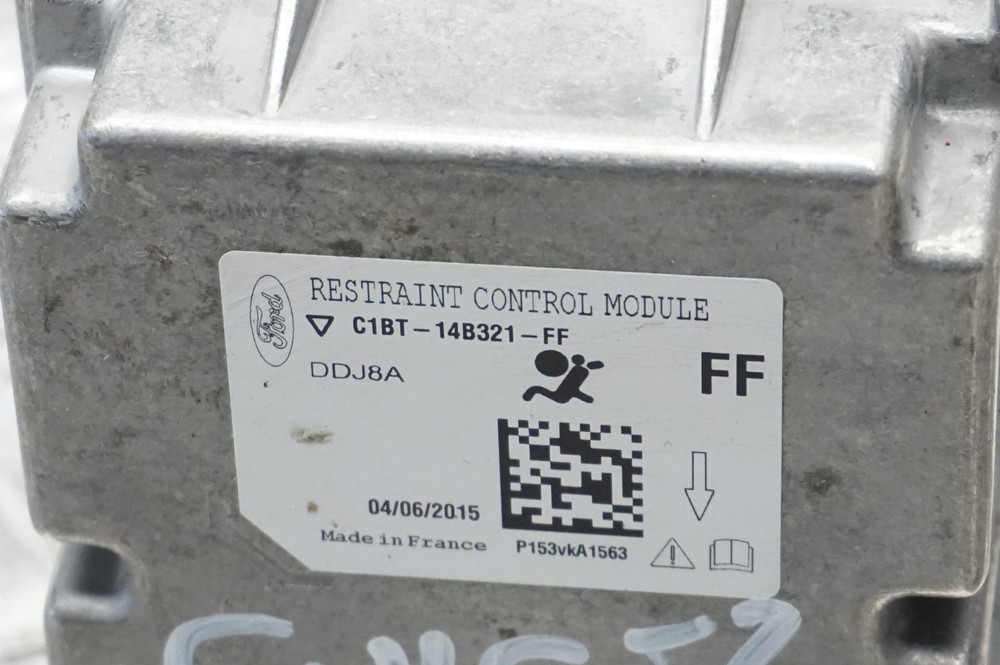 Ford
RESTRAINT CONTROL MODULE
C1BT-14B321-FF
FF
DDJ8A
04/06/2015
Made in France
P153vkA1563